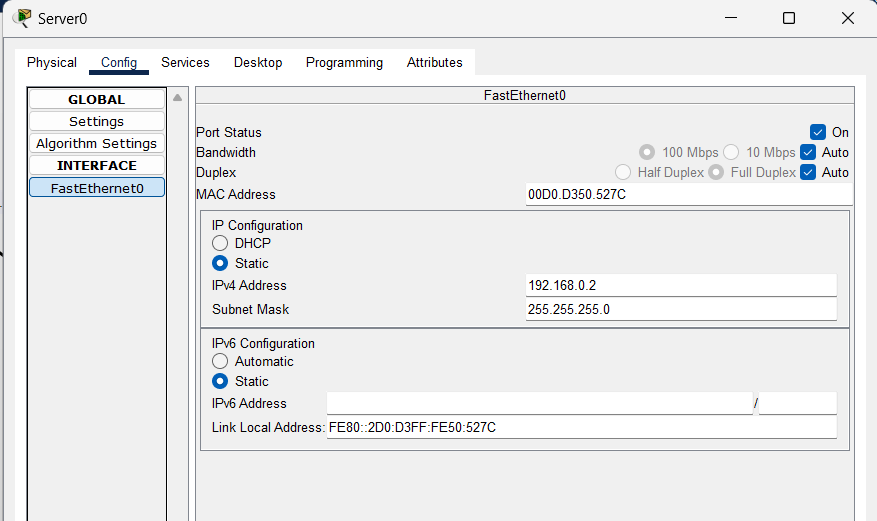 Server0
Physical Config Services Desktop Programming Attributes
GLOBAL
Settings
Algorithm Settings
INTERFACE
FastEthernet0
FastEthernet0
Port Status On
Bandwidth 100 Mbps 10 Mbps Auto
Duplex Half Duplex Full Duplex Auto
MAC Address 00D0.D350.527C
IP Configuration
DHCP
Static
IPv4 Address 192.168.0.2
Subnet Mask 255.255.255.0
IPv6 Configuration
Automatic
Static
IPv6 Address /
Link Local Address: FE80::2D0:D3FF:FE50:527C